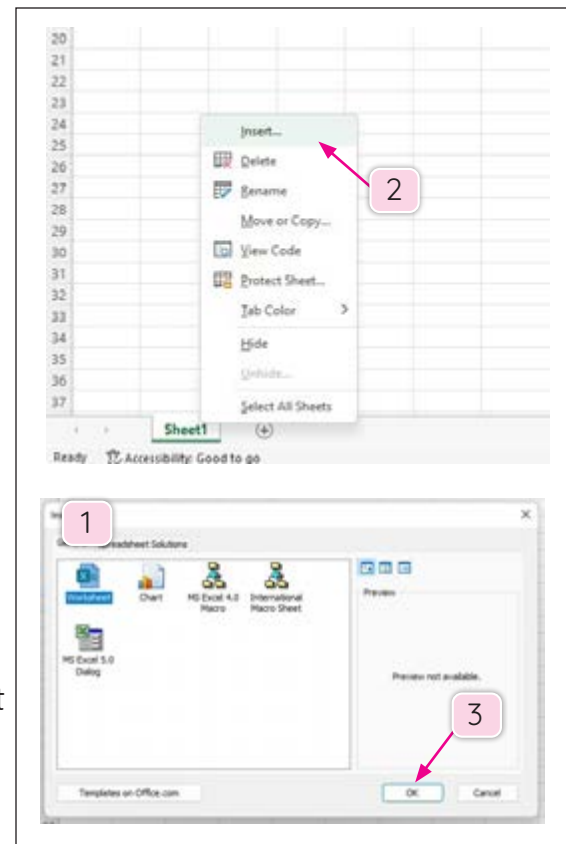 20
21
22
23
24
25
26
27
28
29
30
31
32
33
34
35
36
37
Insert...
Delete
Rename
Move or Copy...
View Code
Protect Sheet...
Tab Color
Hide
Unhide...
Select All Sheets
2
Sheet1
Ready Accessibility: Good to go
1
Spreadsheet Solutions
Worksheet
Chart
MS Excel 4.0 Macro
International Macro Sheet
MS Excel 5.0 Dialog
Preview
Preview not available.
3
Templates on Office.com
OK
Cancel
t